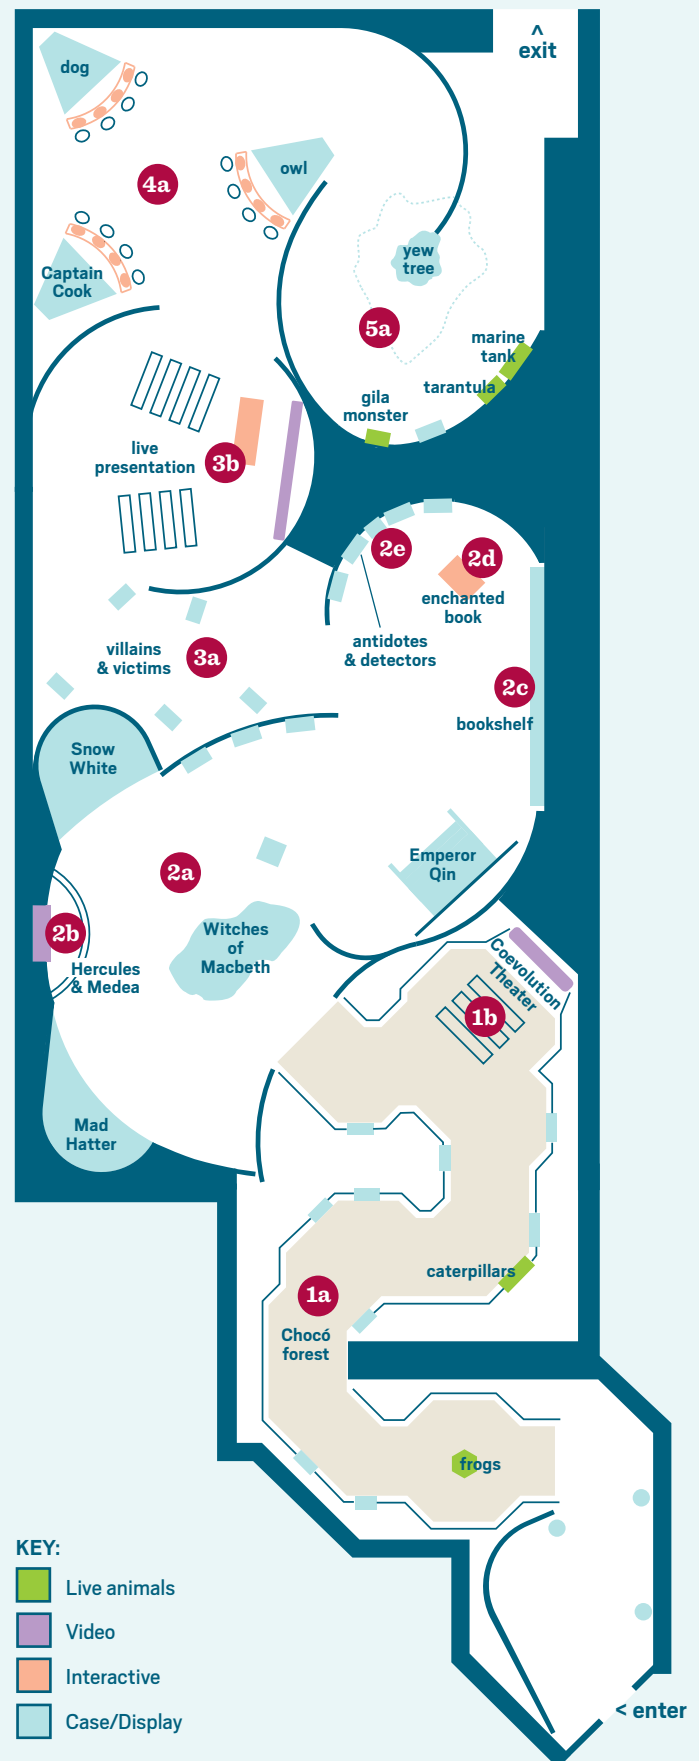 ^
exit
dog
owl
4a
Captain
Cook
yew
tree
5a
marine
tank
tarantula
gila
monster
live
presentation
3b
2e
2d
enchanted
book
antidotes
& detectors
villains
& victims
3a
2c
bookshelf
Snow
White
Emperor
Qin
2a
2b
Hercules
& Medea
Witches
of
Macbeth
Coevolution
Theater
1b
Mad
Hatter
caterpillars
1a
Chocó
forest
frogs
KEY:
Live animals
Video
Interactive
Case/Display
< enter